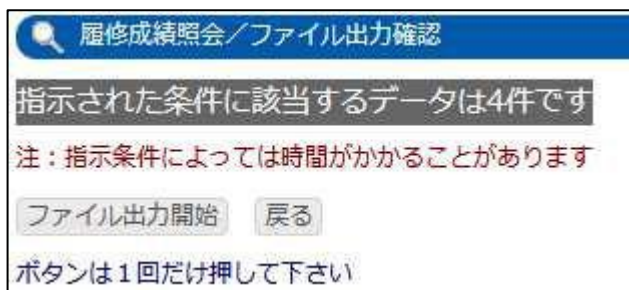 履修成績照会／ファイル出力確認
指示された条件に該当するデータは4件です
注：指示条件によっては時間がかかることがあります
ファイル出力開始 戻る
ボタンは１回だけ押して下さい